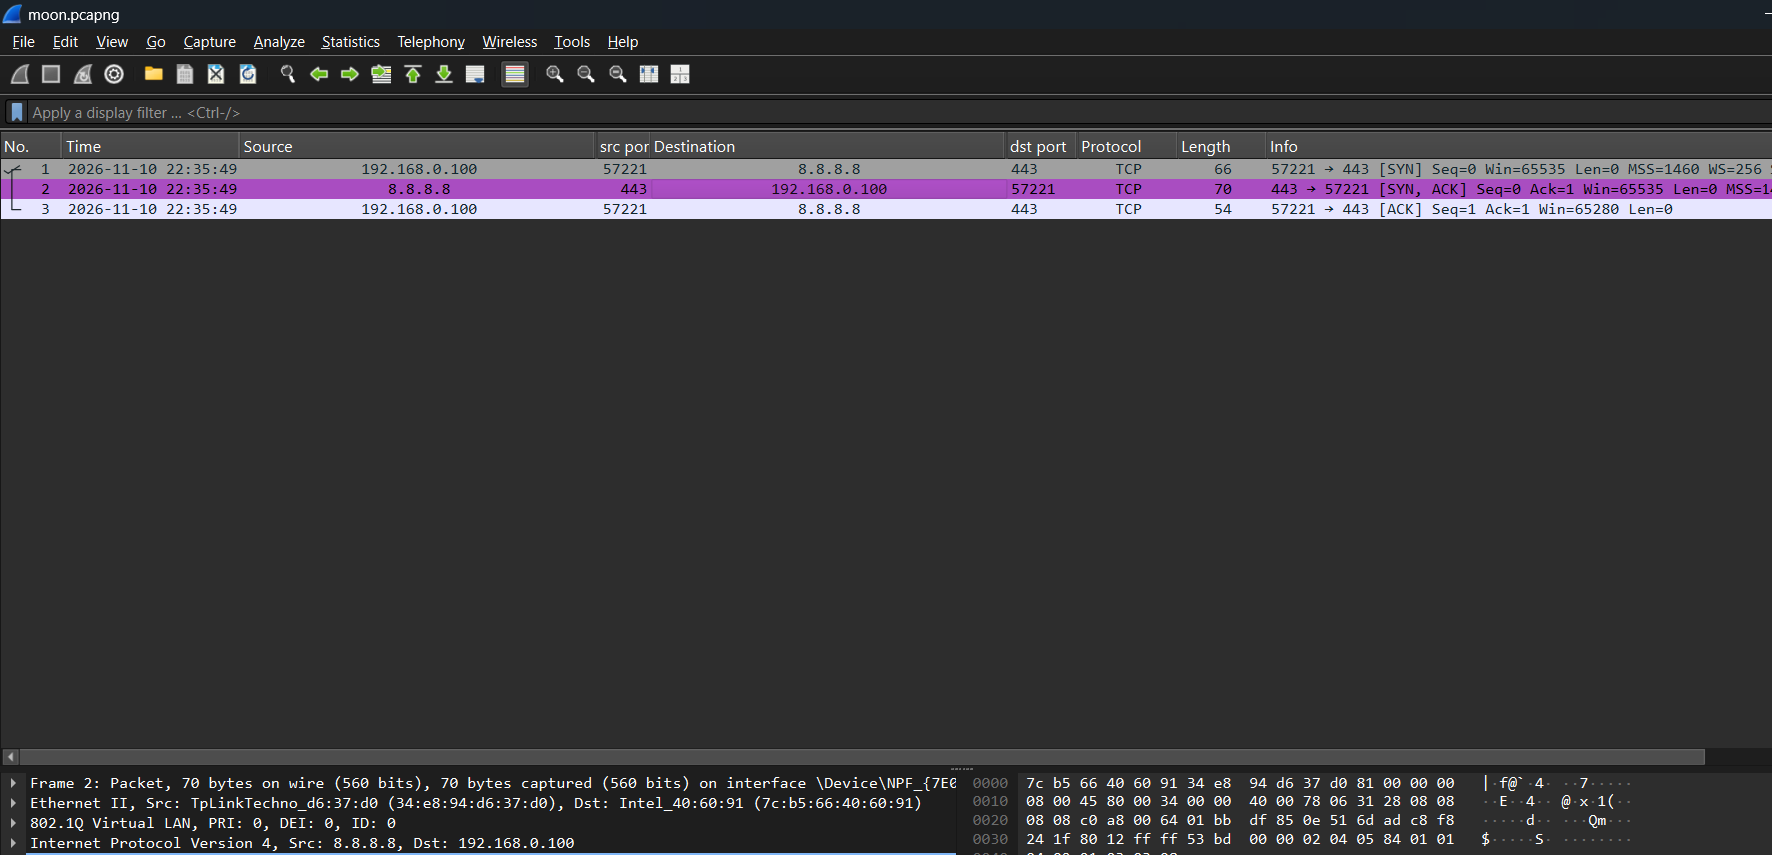 moon.pcapng
File Edit View Go Capture Analyze Statistics Telephony Wireless Tools Help
Apply a display filter ... <Ctrl-/>
No. Time Source src por Destination dst port Protocol Length Info
1 2026-11-10 22:35:49 192.168.0.100 57221 8.8.8.8 443 TCP 66 57221 → 443 [SYN] Seq=0 Win=65535 Len=0 MSS=1460 WS=256
2 2026-11-10 22:35:49 8.8.8.8 443 192.168.0.100 57221 TCP 70 443 → 57221 [SYN, ACK] Seq=0 Ack=1 Win=65535 Len=0 MSS=14
3 2026-11-10 22:35:49 192.168.0.100 57221 8.8.8.8 443 TCP 54 57221 → 443 [ACK] Seq=1 Ack=1 Win=65280 Len=0
Frame 2: Packet, 70 bytes on wire (560 bits), 70 bytes captured (560 bits) on interface \Device\NPF_{7E0
Ethernet II, Src: TpLinkTechno_d6:37:d0 (34:e8:94:d6:37:d0), Dst: Intel_40:60:91 (7c:b5:66:40:60:91)
802.1Q Virtual LAN, PRI: 0, DEI: 0, ID: 0
Internet Protocol Version 4, Src: 8.8.8.8, Dst: 192.168.0.100
0000 7c b5 66 40 60 91 34 e8 94 d6 37 d0 81 00 00 00 |·f@`·4· ··7·····
0010 08 00 45 80 00 34 00 00 40 00 78 06 31 28 08 08 ··E··4·· @·x·1(··
0020 08 08 c0 a8 00 64 01 bb df 85 0e 51 6d ad c8 f8 ·····d·· ···Qm···
0030 24 1f 80 12 ff ff 53 bd 00 00 02 04 05 84 01 01 $·····S· ········